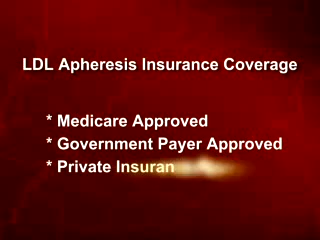 LDL Apheresis Insurance Coverage
* Medicare Approved
* Government Payer Approved
* Private Insuran